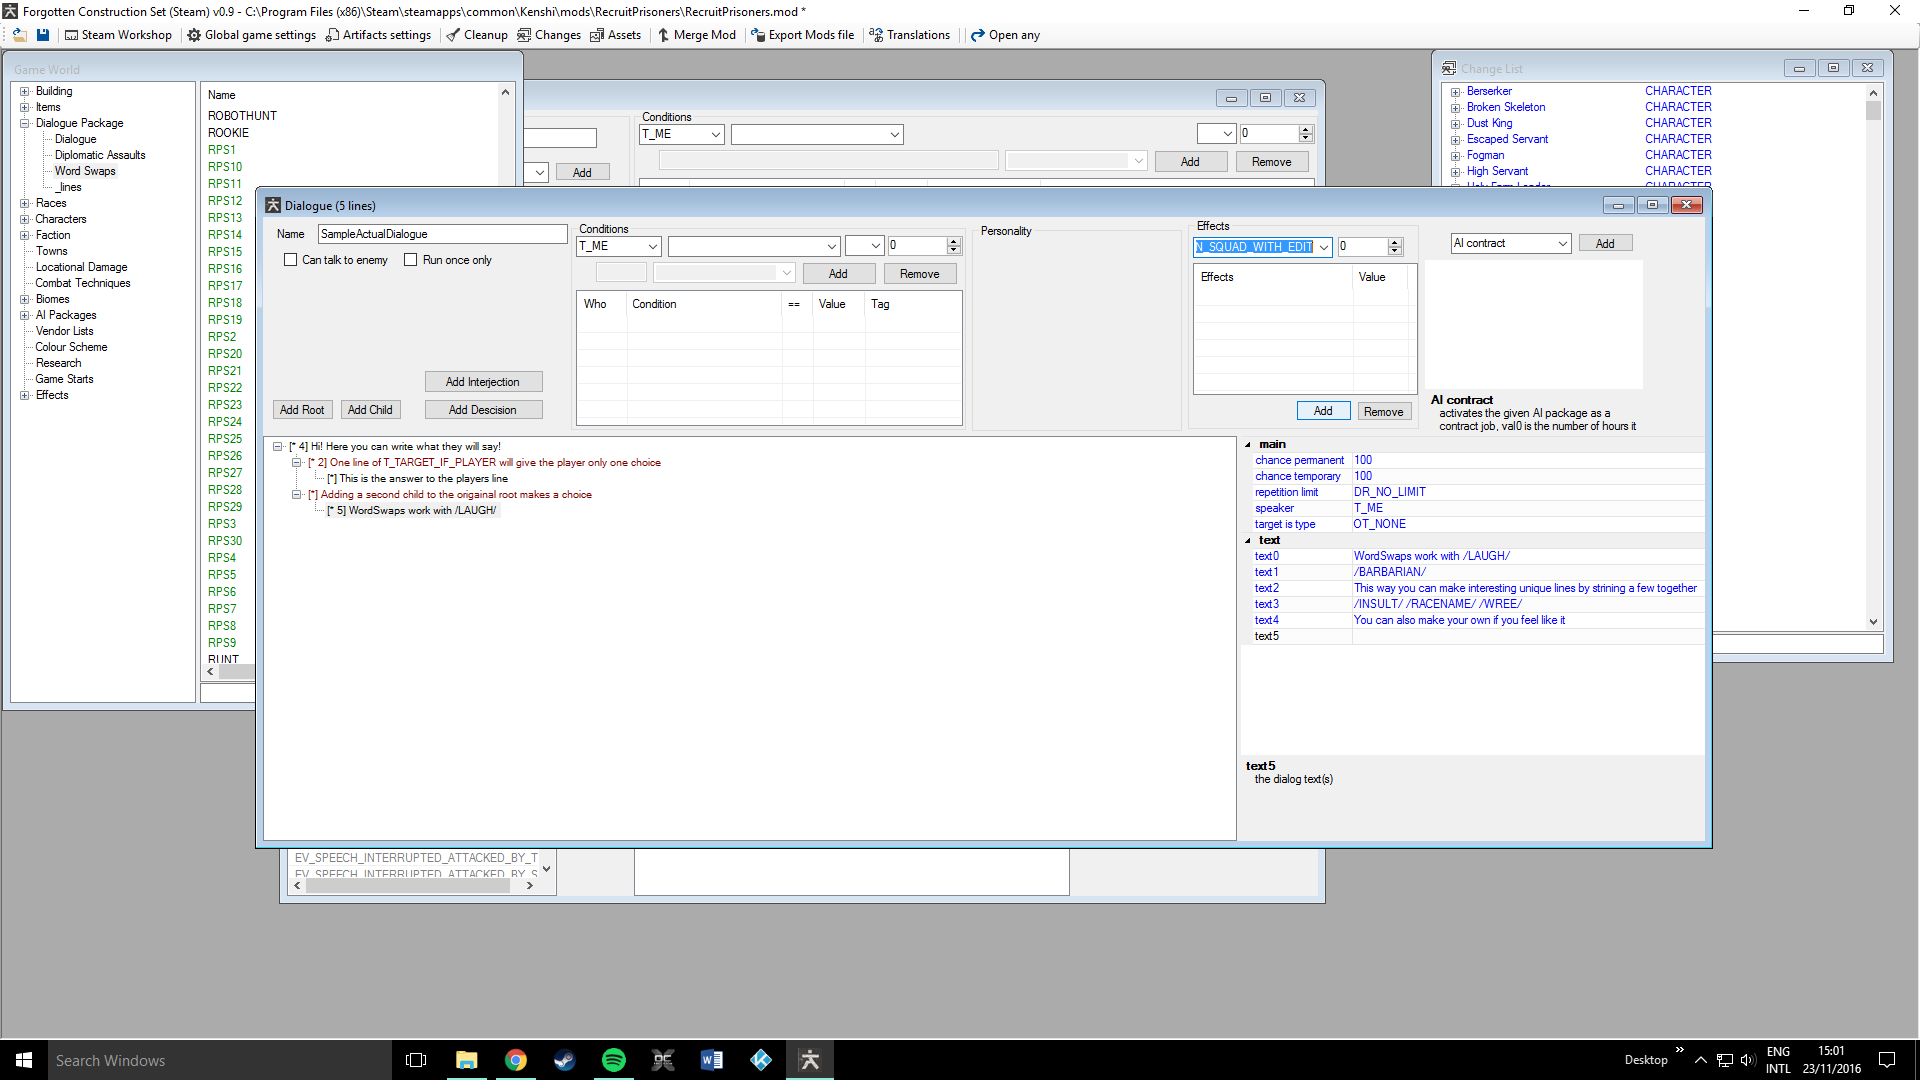 Forgotten Construction Set (Steam) v0.9 - C:\Program Files (x86)\Steam\steamapps\common\Kenshi\mods\RecruitPrisoners\RecruitPrisoners.mod *
Steam Workshop
Global game settings
Artifacts settings
Cleanup
Changes
Assets
Merge Mod
Export Mods file
Translations
Open any
Game World
Building
Items
Dialogue Package
Dialogue
Diplomatic Assaults
Word Swaps
_lines
Races
Characters
Faction
Towns
Locational Damage
Combat Techniques
Biomes
AI Packages
Vendor Lists
Colour Scheme
Research
Game Starts
Effects
Name
ROBOTHUNT
ROOKIE
RPS1
RPS10
RPS11
RPS12
RPS13
RPS14
RPS15
RPS16
RPS17
RPS18
RPS19
RPS2
RPS20
RPS21
RPS22
RPS23
RPS24
RPS25
RPS26
RPS27
RPS28
RPS29
RPS3
RPS30
RPS4
RPS5
RPS6
RPS7
RPS8
RPS9
RUNT
Add
Conditions
T_ME
0
Add
Remove
Change List
Berserker CHARACTER
Broken Skeleton CHARACTER
Dust King CHARACTER
Escaped Servant CHARACTER
Fogman CHARACTER
High Servant CHARACTER
Holy Farm Leader CHARACTER
Dialogue (5 lines)
Name
SampleActualDialogue
Can talk to enemy
Run once only
Add Interjection
Add Root
Add Child
Add Descision
Conditions
T_ME
0
Add
Remove
Who Condition == Value Tag
Personality
Effects
N_SQUAD_WITH_EDIT
0
Effects Value
Add
Remove
AI contract
Add
AI contract
activates the given AI package as a
contract job, val0 is the number of hours it
[* 4] Hi! Here you can write what they will say!
[* 2] One line of T_TARGET_IF_PLAYER will give the player only one choice
[*] This is the answer to the players line
[*] Adding a second child to the origainal root makes a choice
[* 5] WordSwaps work with /LAUGH/
main
chance permanent 100
chance temporary 100
repetition limit DR_NO_LIMIT
speaker T_ME
target is type OT_NONE
text
text0 WordSwaps work with /LAUGH/
text1 /BARBARIAN/
text2 This way you can make interesting unique lines by strining a few together
text3 /INSULT/ /RACENAME/ /WREE/
text4 You can also make your own if you feel like it
text5
text5
the dialog text(s)
EV_SPEECH_INTERRUPTED_ATTACKED_BY_T
EV_SPEECH_INTERRUPTED_ATTACKED_BY_S
Search Windows
Desktop
ENG
INTL
15:01
23/11/2016